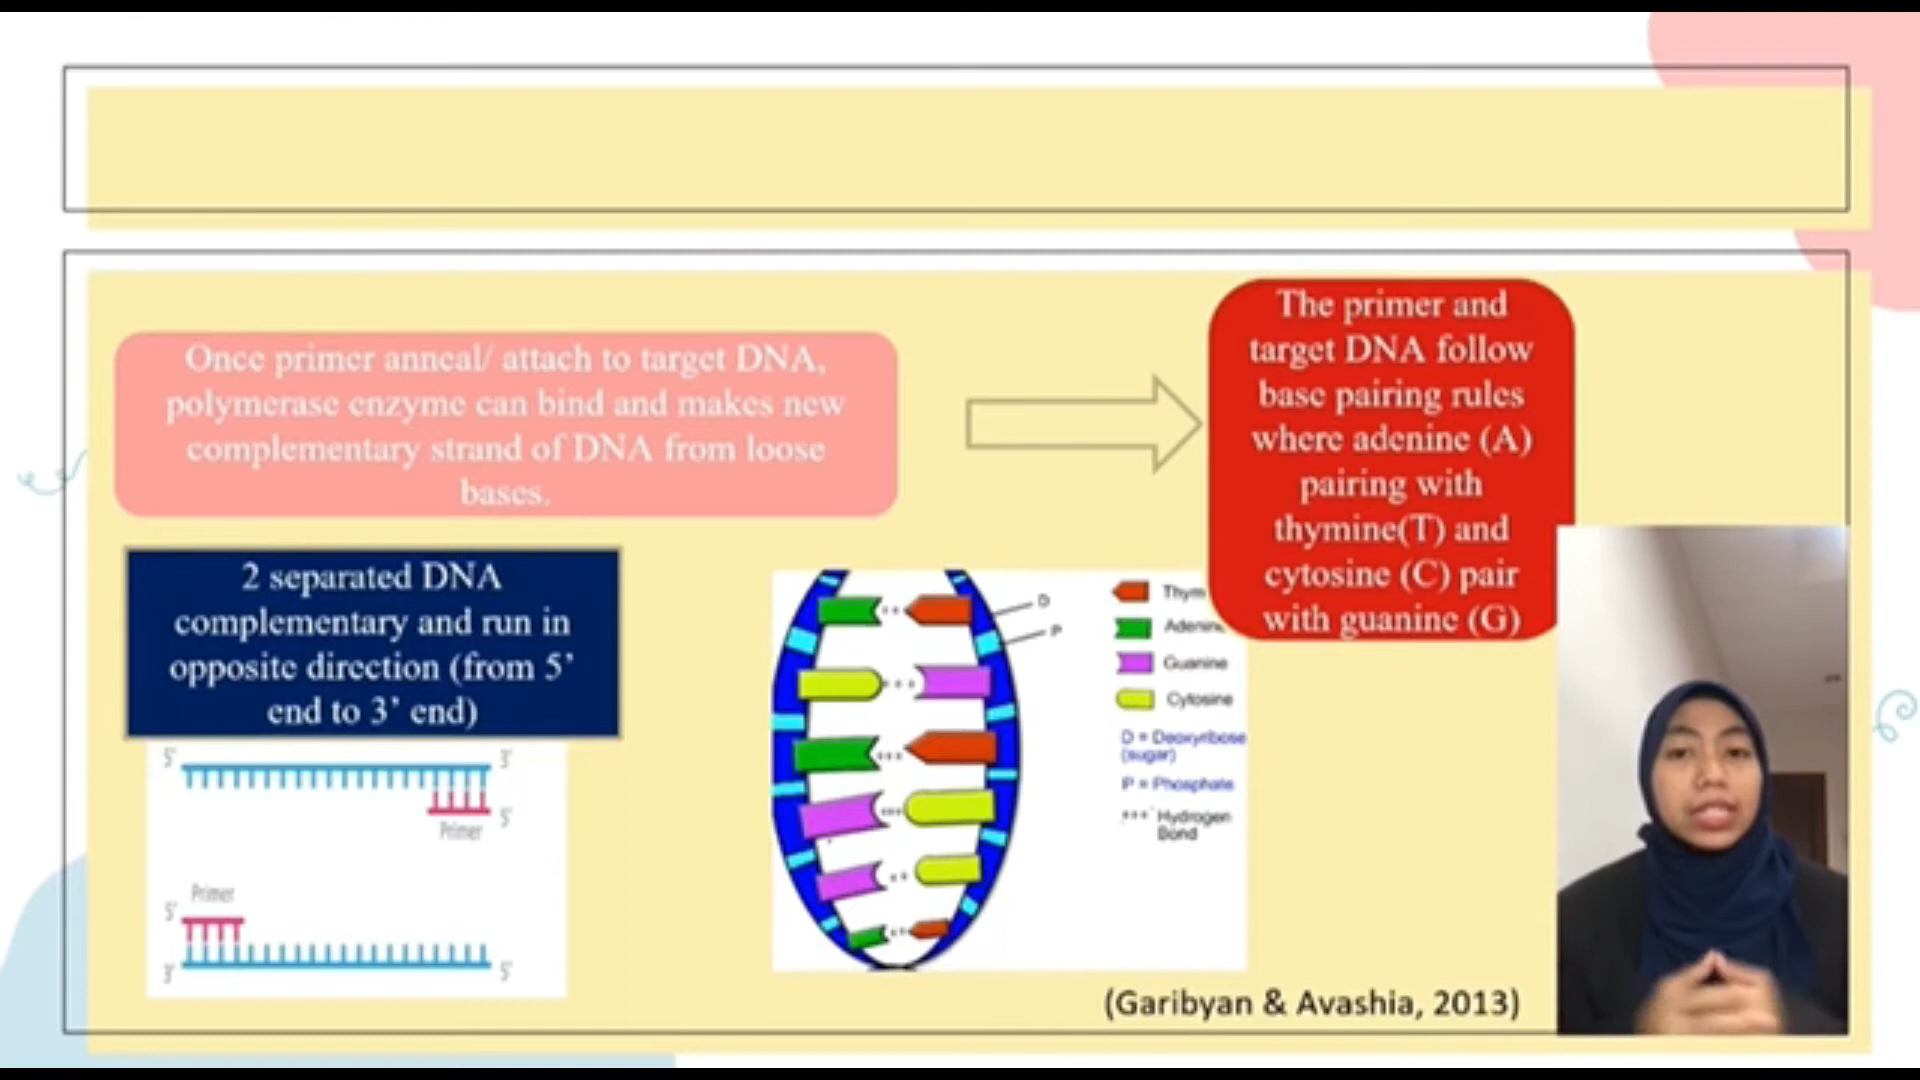 Once primer anneal/ attach to target DNA,
polymerase enzyme can bind and makes new
complementary strand of DNA from loose
bases.
The primer and
target DNA follow
base pairing rules
where adenine (A)
pairing with
thymine(T) and
cytosine (C) pair
with guanine (G)
2 separated DNA
complementary and run in
opposite direction (from 5’
end to 3’ end)
5' 3'
5'
Primer
Primer
5'
3' 5'
D
P
Thym
Adenine
Guanine
Cytosine
D = Deoxyribose
(sugar)
P = Phosphate
Hydrogen
Bond
(Garibyan & Avashia, 2013)